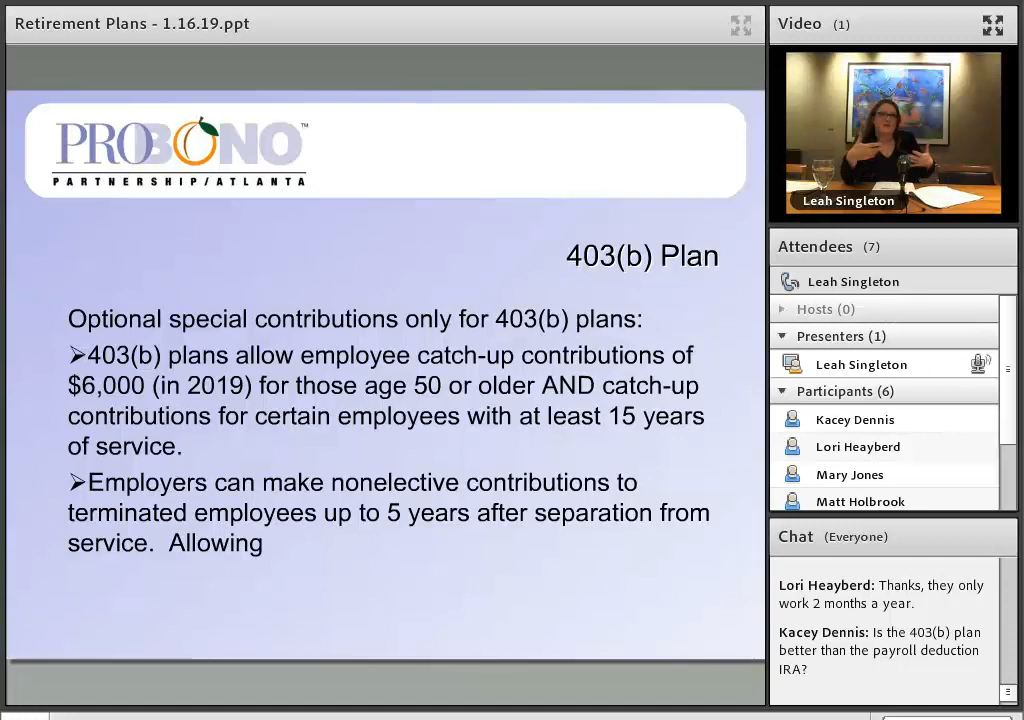 Retirement Plans - 1.16.19.ppt
PROBONO™
PARTNERSHIP/ATLANTA
403(b) Plan
Optional special contributions only for 403(b) plans:
➢403(b) plans allow employee catch-up contributions of
$6,000 (in 2019) for those age 50 or older AND catch-up
contributions for certain employees with at least 15 years
of service.
➢Employers can make nonelective contributions to
terminated employees up to 5 years after separation from
service.  Allowing
Video (1)
Leah Singleton
Attendees (7)
Leah Singleton
Hosts (0)
Presenters (1)
Leah Singleton
Participants (6)
Kacey Dennis
Lori Heayberd
Mary Jones
Matt Holbrook
Chat (Everyone)
Lori Heayberd: Thanks, they only
work 2 months a year.
Kacey Dennis: Is the 403(b) plan
better than the payroll deduction
IRA?